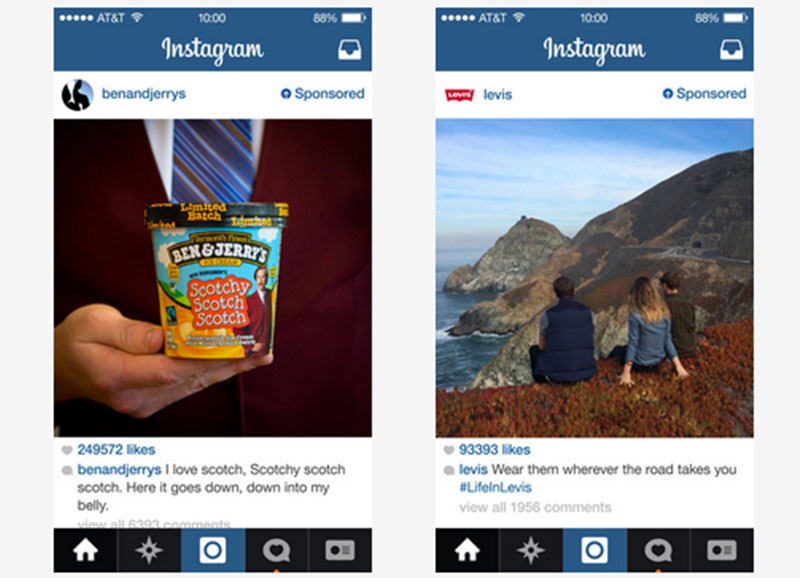 AT&T 10:00 88%
Instagram
benandjerrys Sponsored
Limited Batch
Limited
Vermont's Finest
BEN & JERRY'S
ICE CREAM
RON BURGUNDY'S
Scotchy
Scotch
Scotch
249572 likes
benandjerrys I love scotch, Scotchy scotch
scotch. Here it goes down, down into my
belly.
view all 6393 comments
AT&T 10:00 88%
Instagram
LEVI'S
levis Sponsored
93393 likes
levis Wear them wherever the road takes you
#LifeInLevis
view all 1956 comments